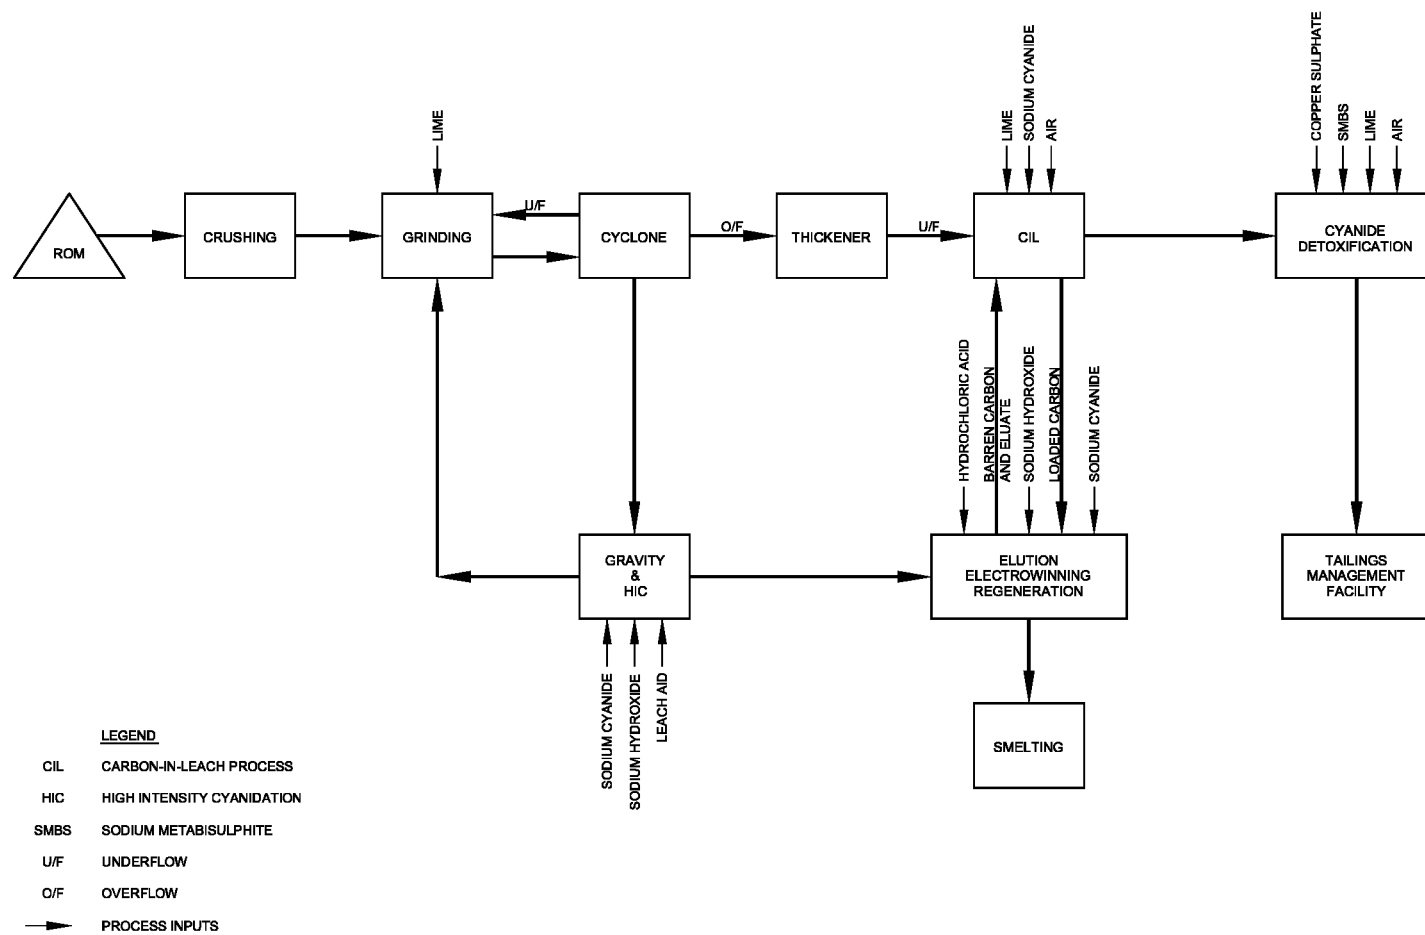 COPPER SULPHATE
SMBS
LIME
AIR
LIME
SODIUM CYANIDE
AIR
LIME
ROM
CRUSHING
GRINDING
U/F
CYCLONE
O/F
THICKENER
U/F
CIL
CYANIDE
DETOXIFICATION
HYDROCHLORIC ACID
BARREN CARBON
AND ELUATE
SODIUM HYDROXIDE
LOADED CARBON
SODIUM CYANIDE
GRAVITY
&
HIC
ELUTION
ELECTROWINNING
REGENERATION
TAILINGS
MANAGEMENT
FACILITY
SODIUM CYANIDE
SODIUM HYDROXIDE
LEACH AID
SMELTING
LEGEND
CIL CARBON-IN-LEACH PROCESS
HIC HIGH INTENSITY CYANIDATION
SMBS SODIUM METABISULPHITE
U/F UNDERFLOW
O/F OVERFLOW
PROCESS INPUTS